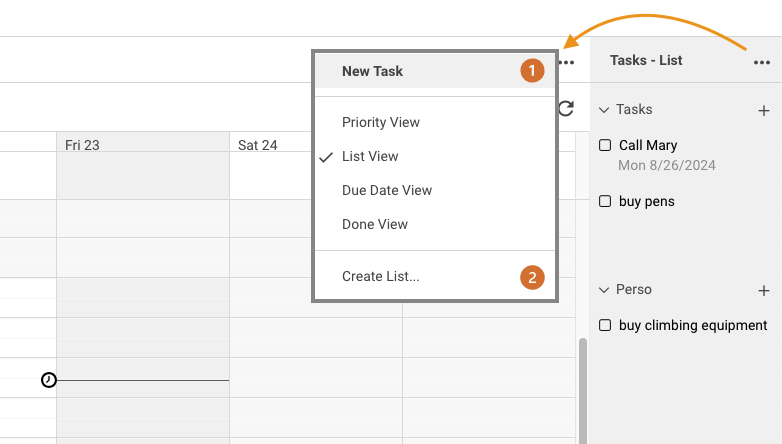 New Task 1
Priority View
List View
Due Date View
Done View
Create List... 2
Fri 23
Sat 24
Tasks - List
Tasks
Call Mary
Mon 8/26/2024
buy pens
Perso
buy climbing equipment